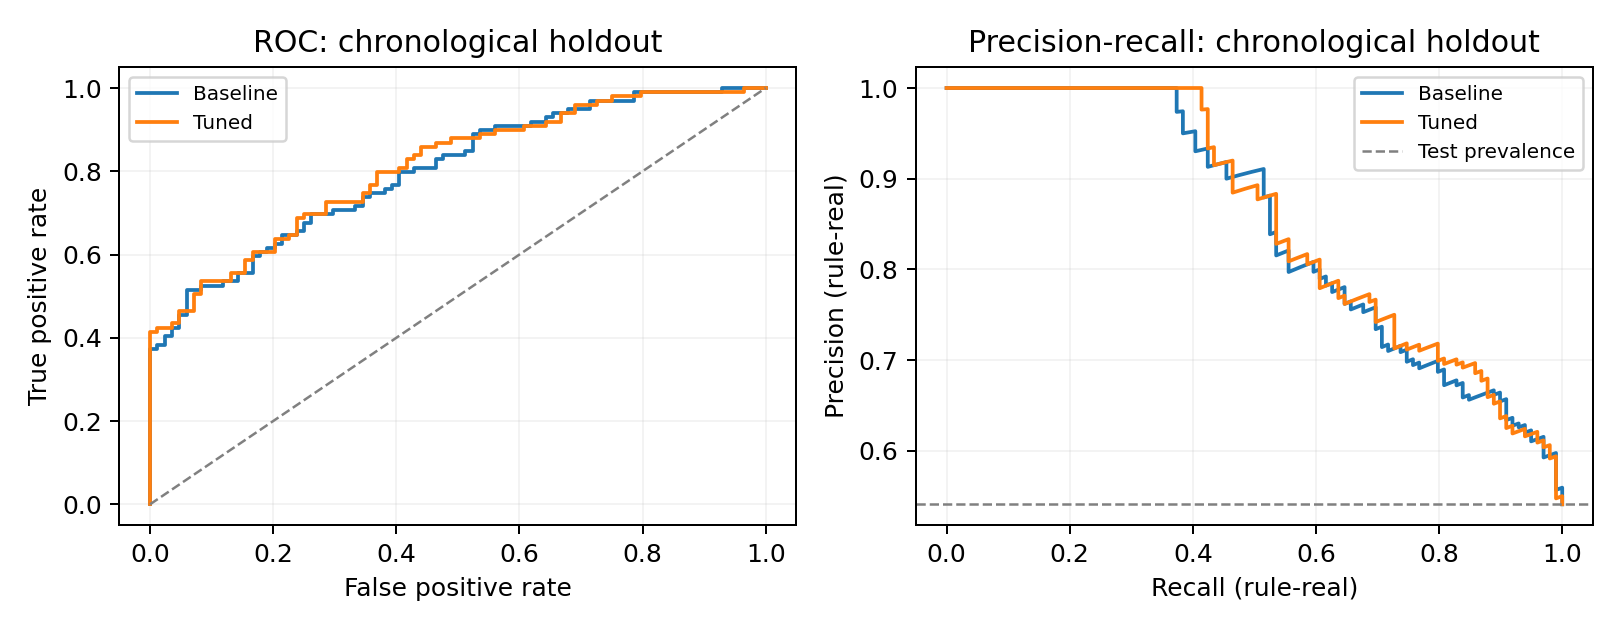 ROC: chronological holdout
Baseline
Tuned
1.0
0.8
0.6
0.4
0.2
0.0
True positive rate
0.0 0.2 0.4 0.6 0.8 1.0
False positive rate
Precision-recall: chronological holdout
Baseline
Tuned
Test prevalence
1.0
0.9
0.8
0.7
0.6
Precision (rule-real)
0.0 0.2 0.4 0.6 0.8 1.0
Recall (rule-real)